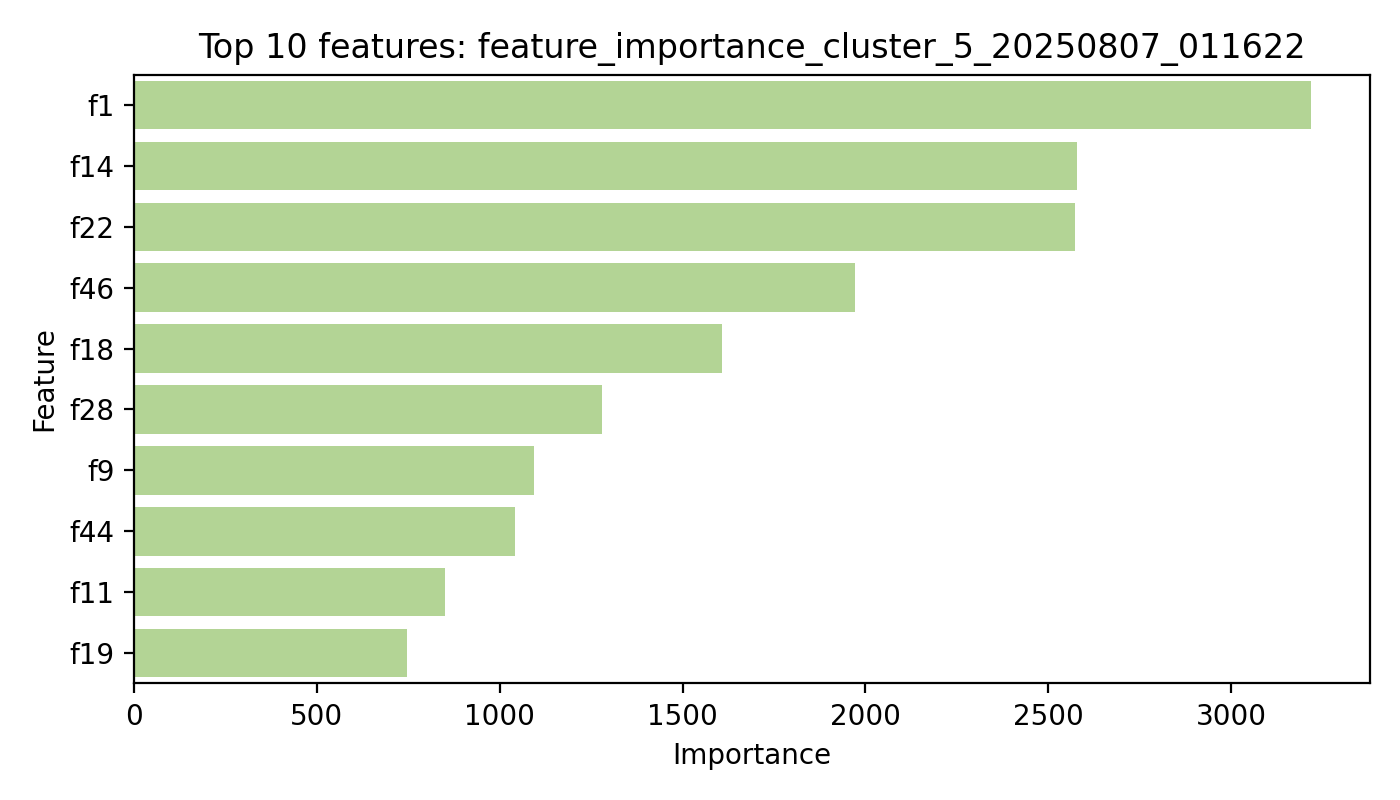 Top 10 features: feature_importance_cluster_5_20250807_011622
f1
f14
f22
f46
f18
f28
f9
f44
f11
f19
Feature
0 500 1000 1500 2000 2500 3000
Importance